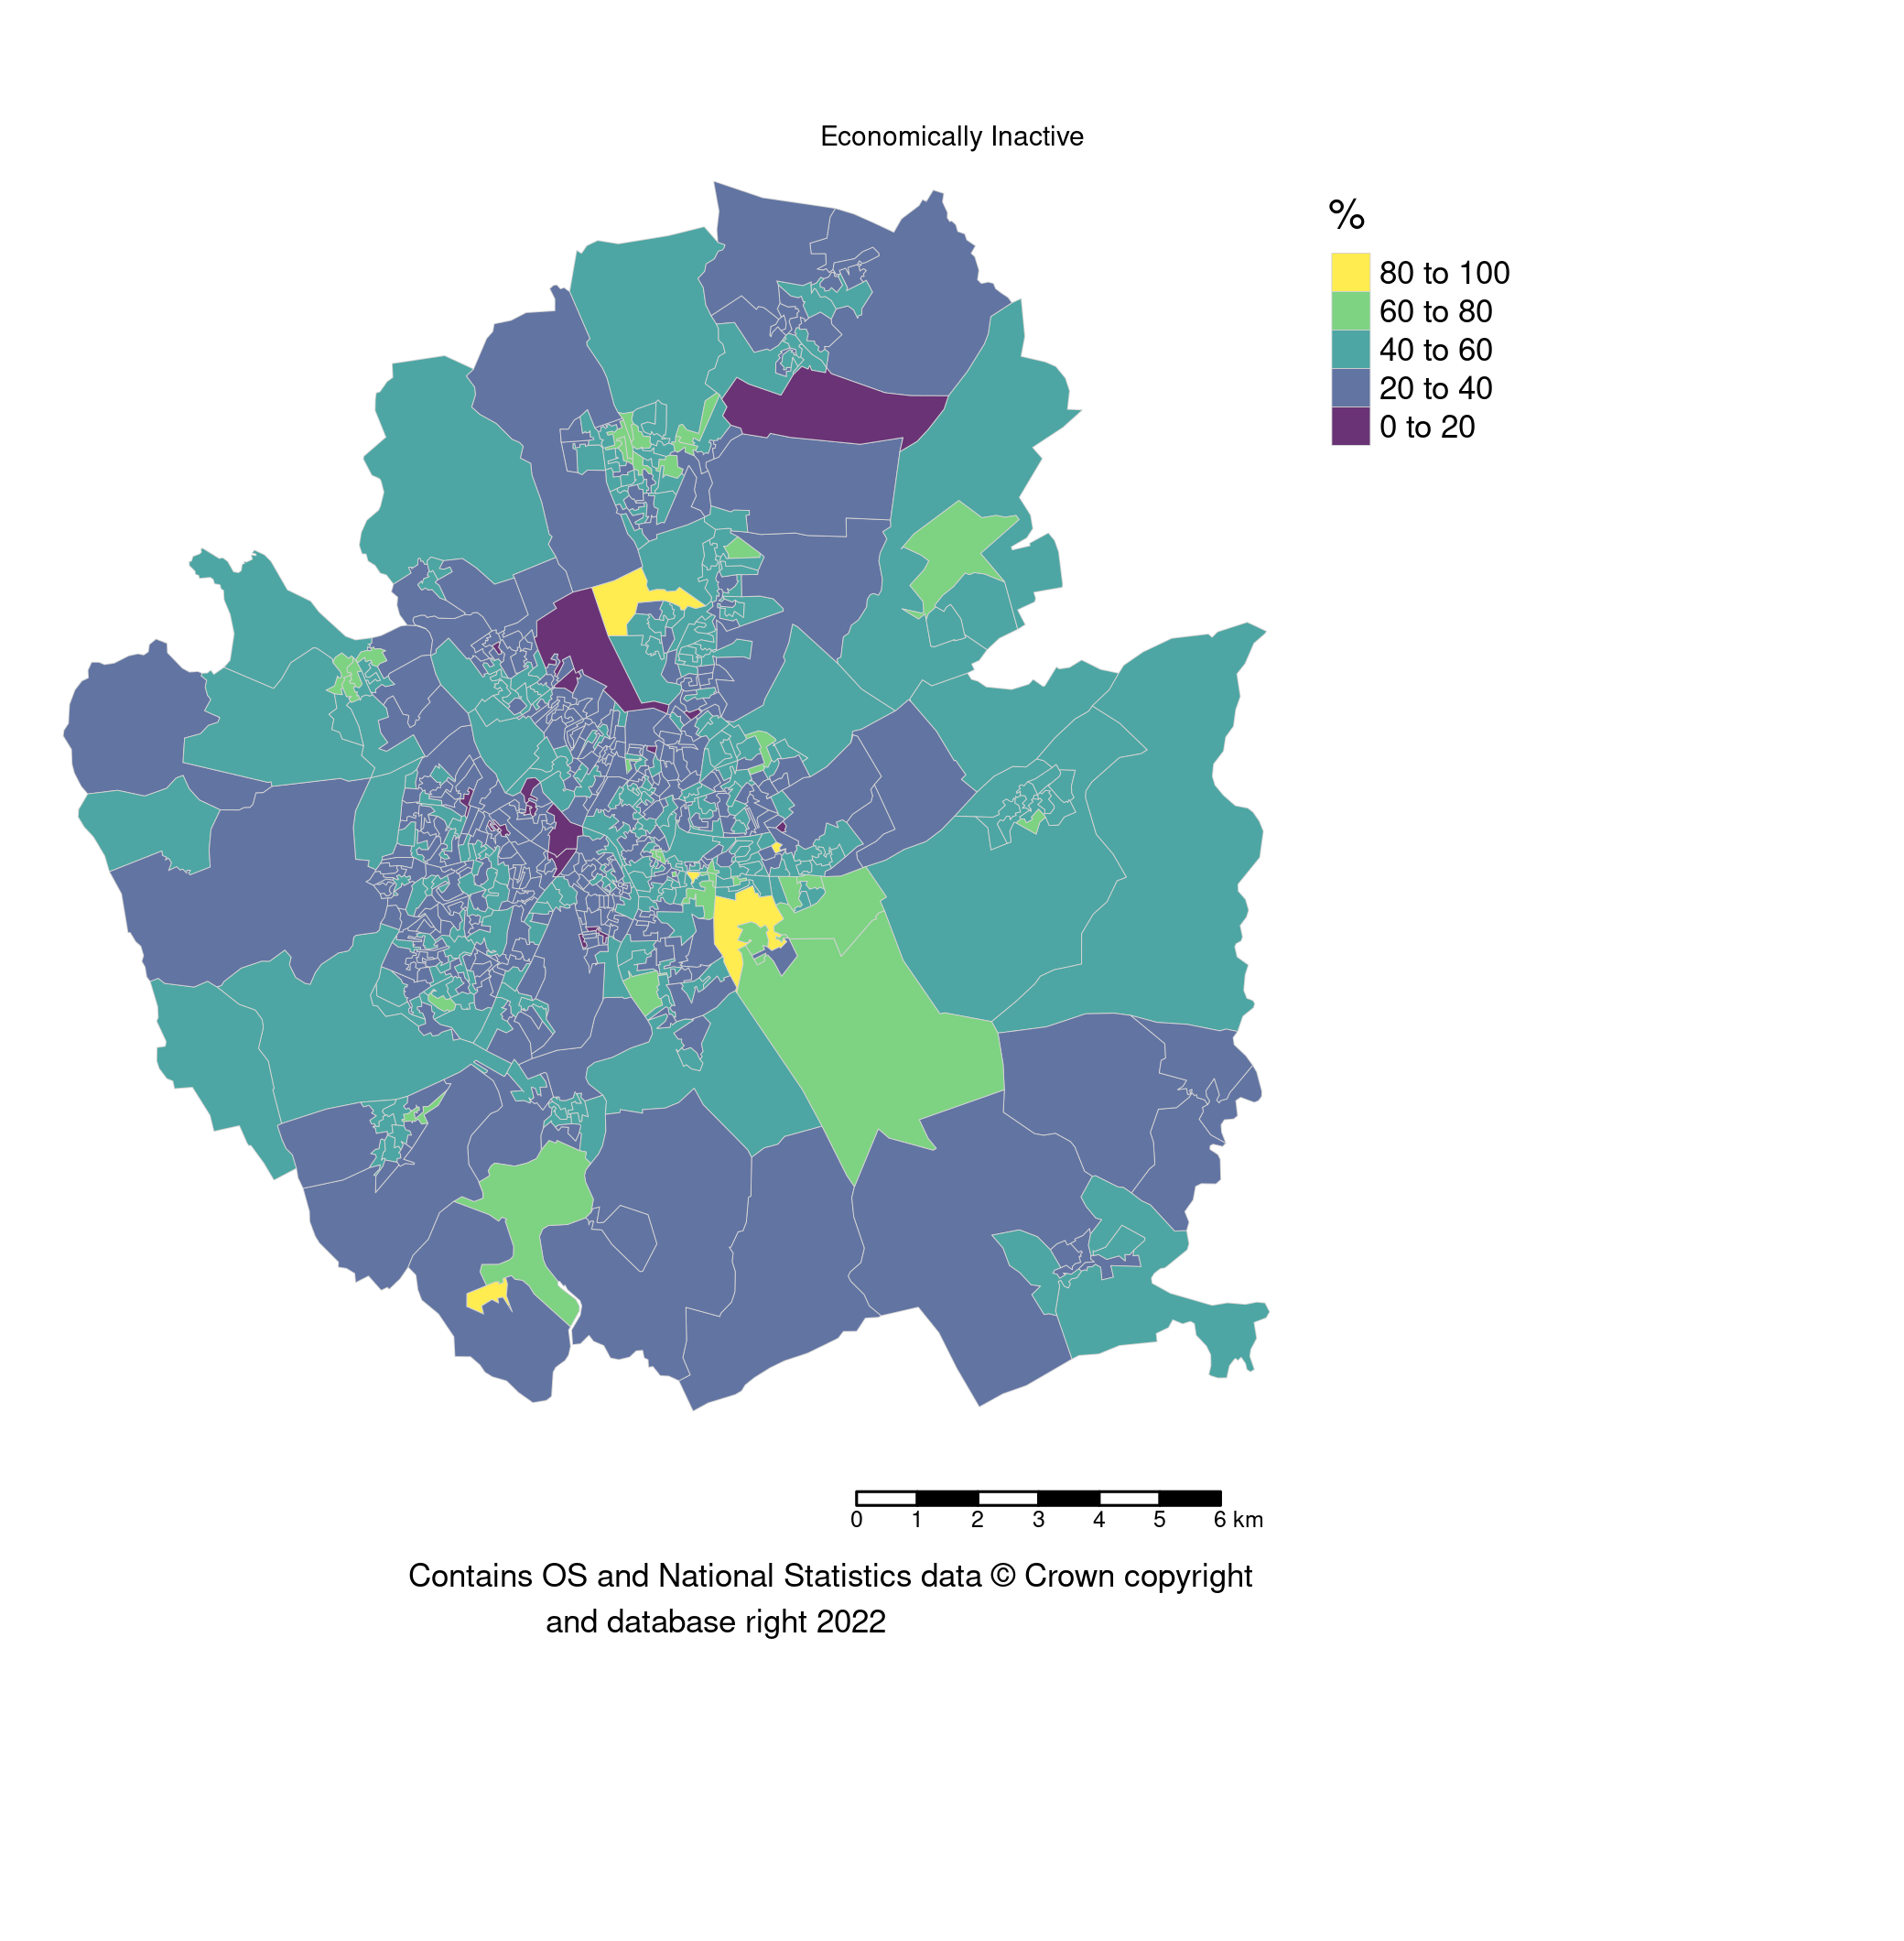 Economically Inactive
%
80 to 100
60 to 80
40 to 60
20 to 40
0 to 20
0 1 2 3 4 5 6 km
Contains OS and National Statistics data © Crown copyright
and database right 2022